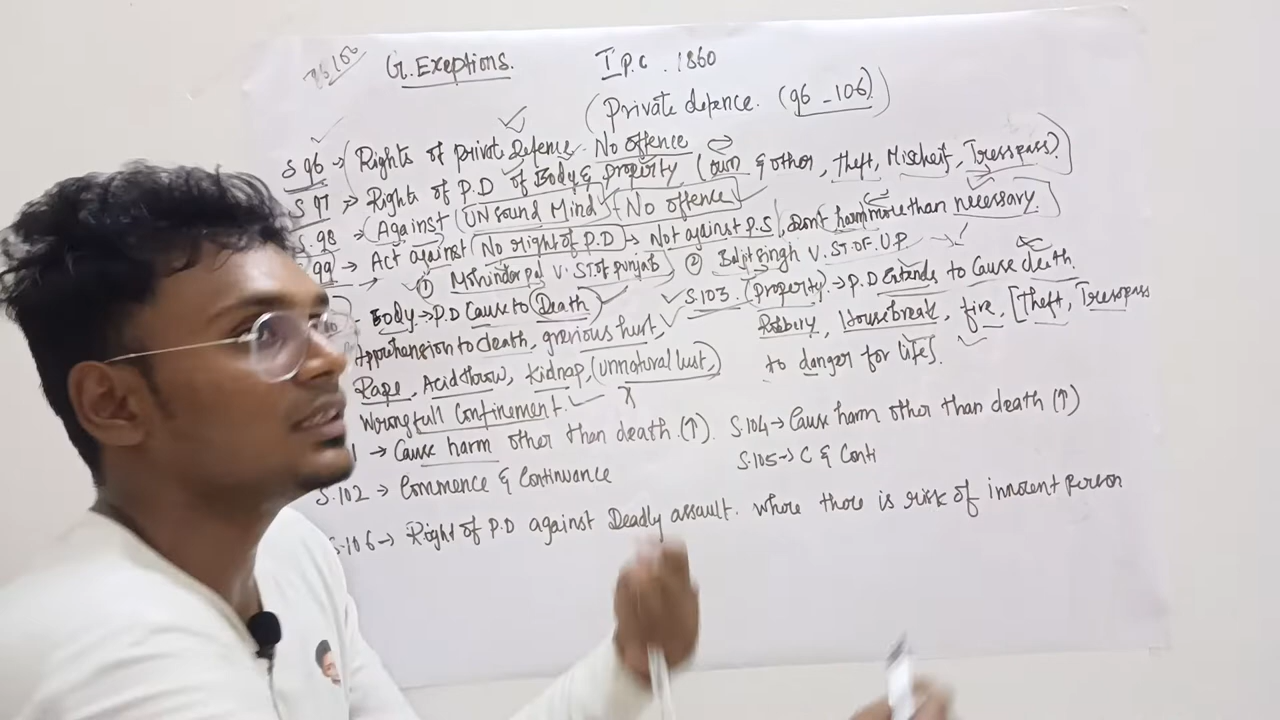 G.Exeptions.
I.P.C. 1860
(Private defence. (96 - 106))
S 96 → Rights of private defence. No offence
S 97 → Rights of P.D of Body & property (own & other, theft, Mischeif, Tresspass).
S. 98 → (Against UNSound Mind) (No offence)
99 → Act against No right of P.D → Not against P.S, Don't harm more than necessary.
① Mohinder pal V. ST of punjab ② Baljit singh V. ST. OF. U.P
Body → P.D Cause to Death
Apprehension to death, grevious hurt,
Rape, Acid throw, Kidnap, (unnatural lust,)
Wrongfull Confinement. X
S.103. (property) → P.D Extends to Cause death.
Robbery, Housebreak, fire, [Theft, Tresspass
to danger for life].
1 → Cause harm other than death (↑).
S.104 → Cause harm other than death (↑)
S.102 → Commence & Continuance
S.105 → C & Conti
S.106 → Right of P.D against Deadly assault. where there is risk of innocent person